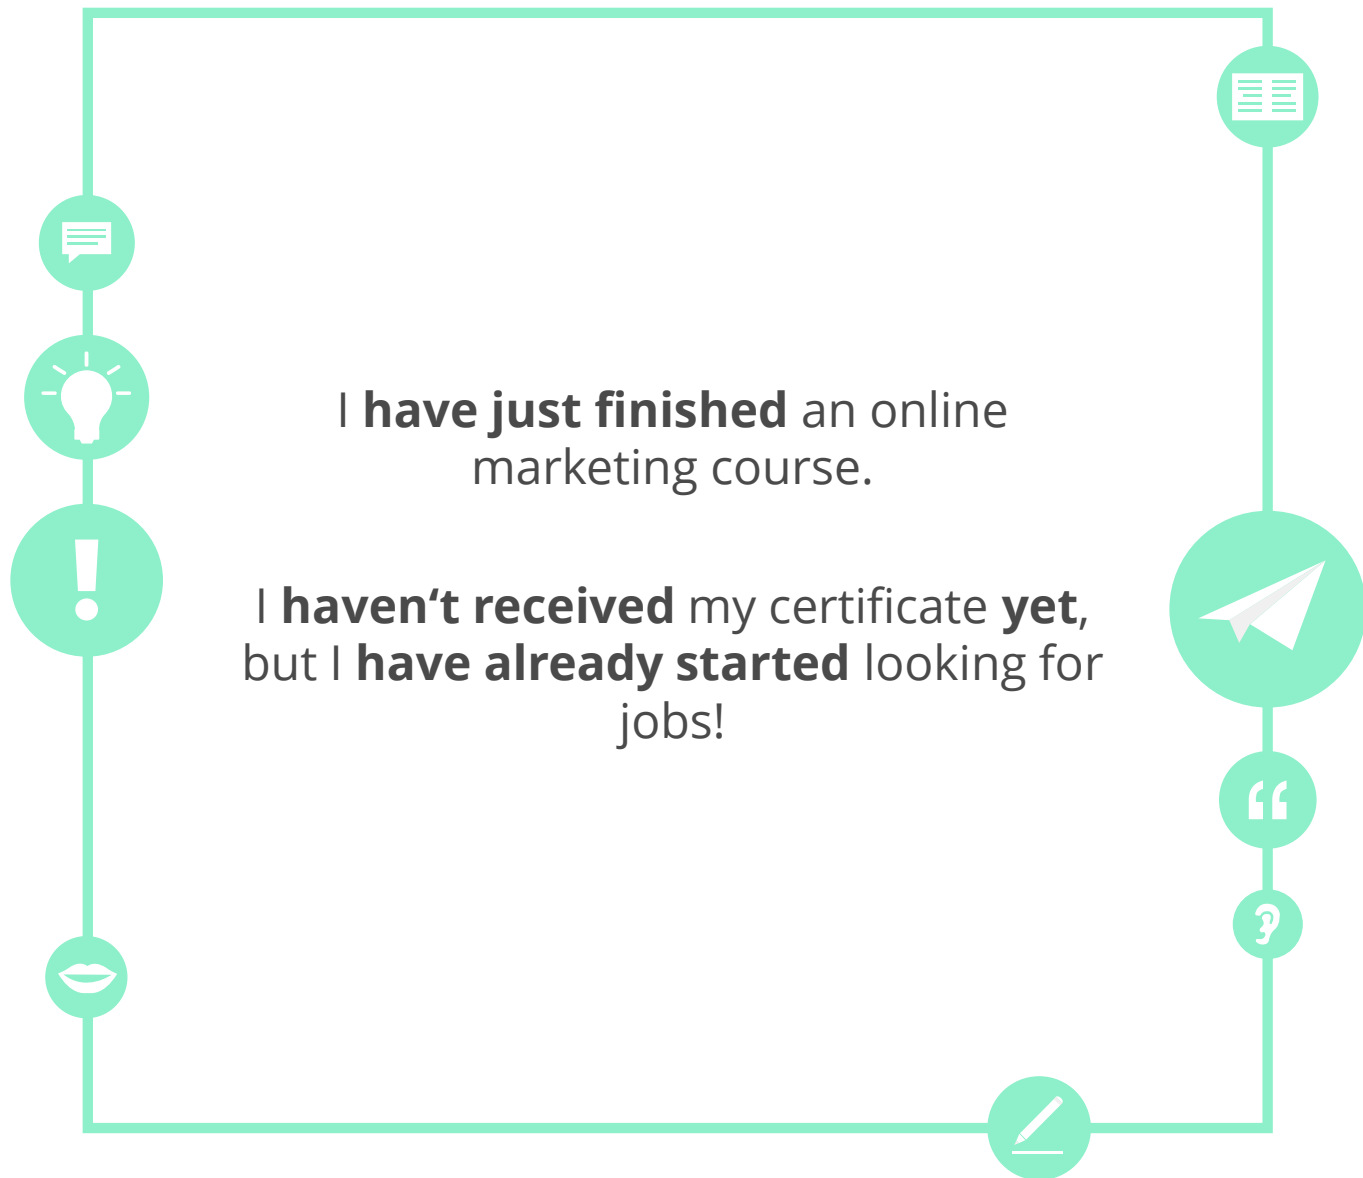 I have just finished an online
marketing course.
I haven‘t received my certificate yet,
but I have already started looking for
jobs!